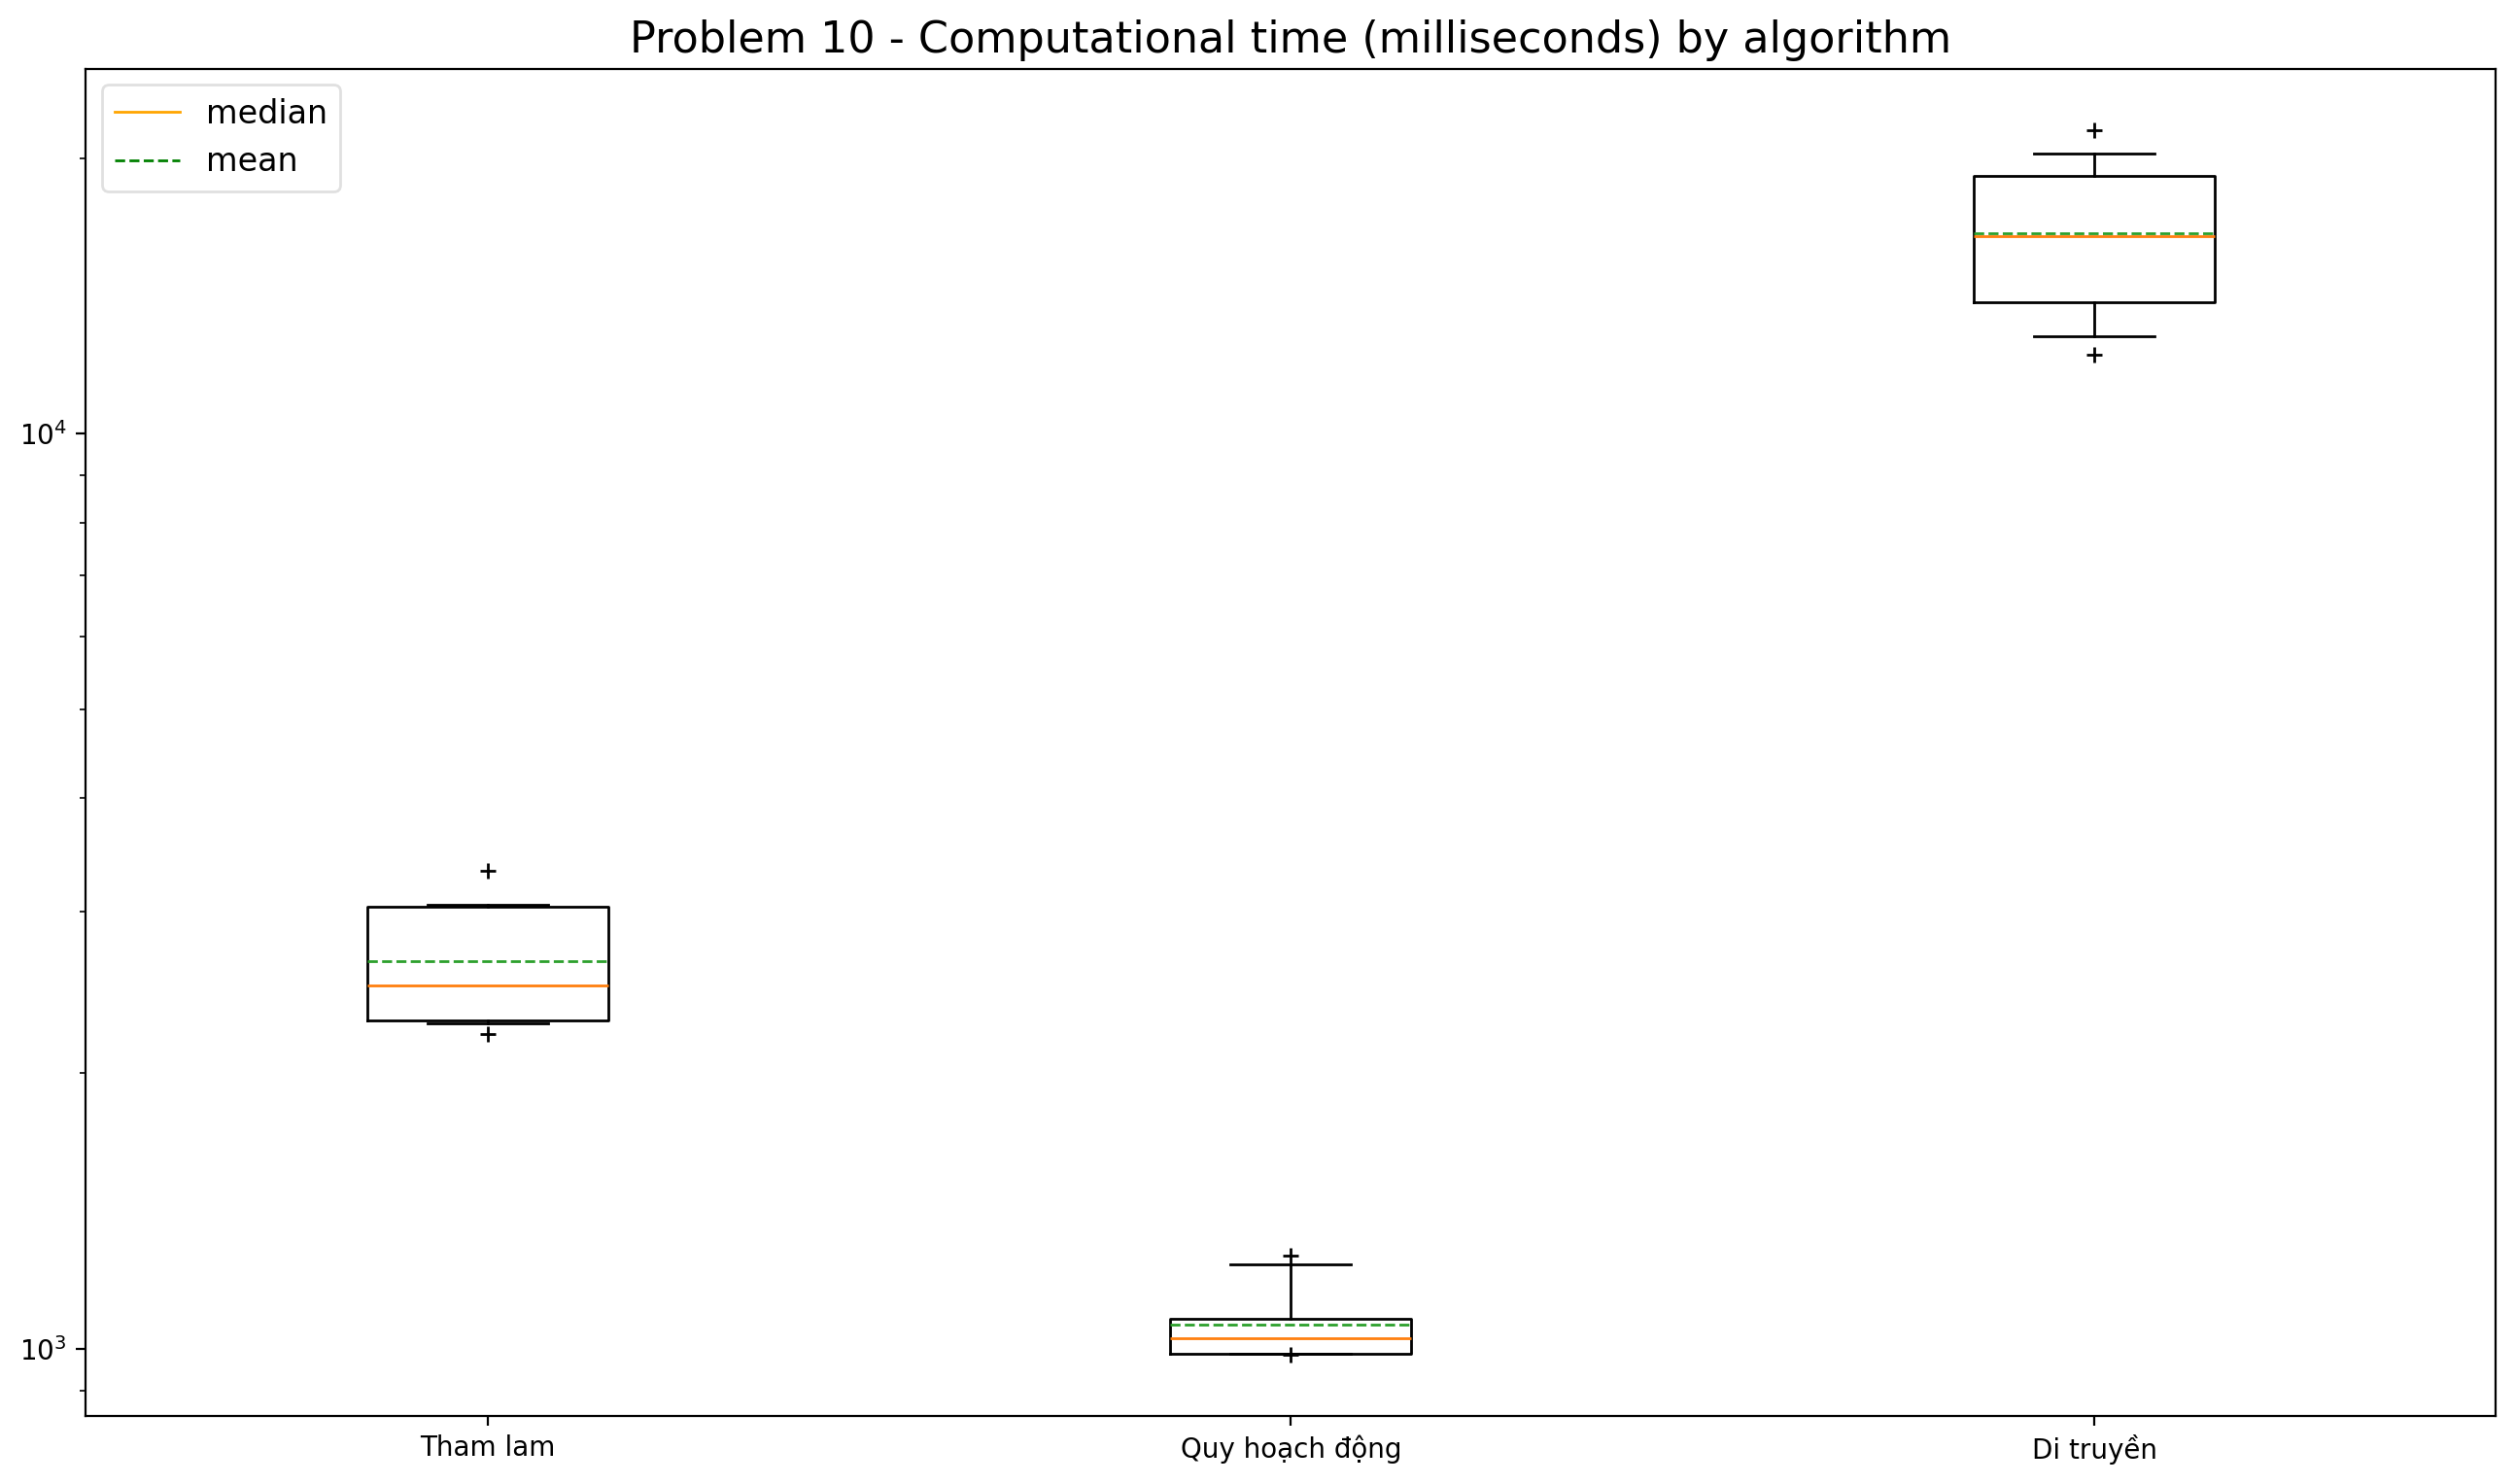 Problem 10 - Computational time (milliseconds) by algorithm
median
mean
10⁴
10³
Tham lam
Quy hoạch động
Di truyền